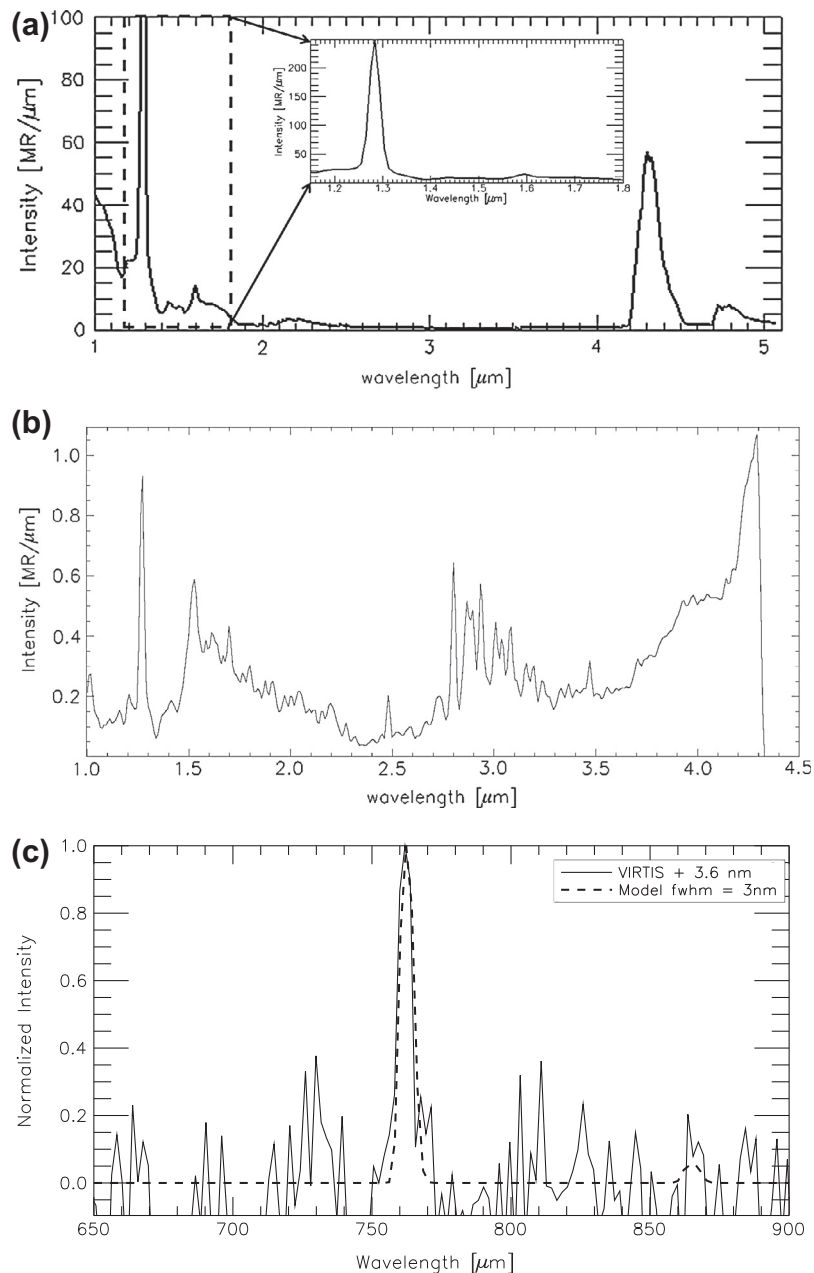 (a)
100
80
60
40
20
0
Intensity [MR/μm]
200
150
100
50
Intensity [MR/μm]
1.2 1.3 1.4 1.5 1.6 1.7 1.8
Wavelength [μm]
1 2 3 4 5
wavelength [μm]
(b)
1.0
0.8
0.6
0.4
0.2
Intensity [MR/μm]
1.0 1.5 2.0 2.5 3.0 3.5 4.0 4.5
wavelength [μm]
(c)
1.0
0.8
0.6
0.4
0.2
0.0
Normalized Intensity
VIRTIS + 3.6 nm
Model fwhm = 3nm
650 700 750 800 850 900
Wavelength [μm]